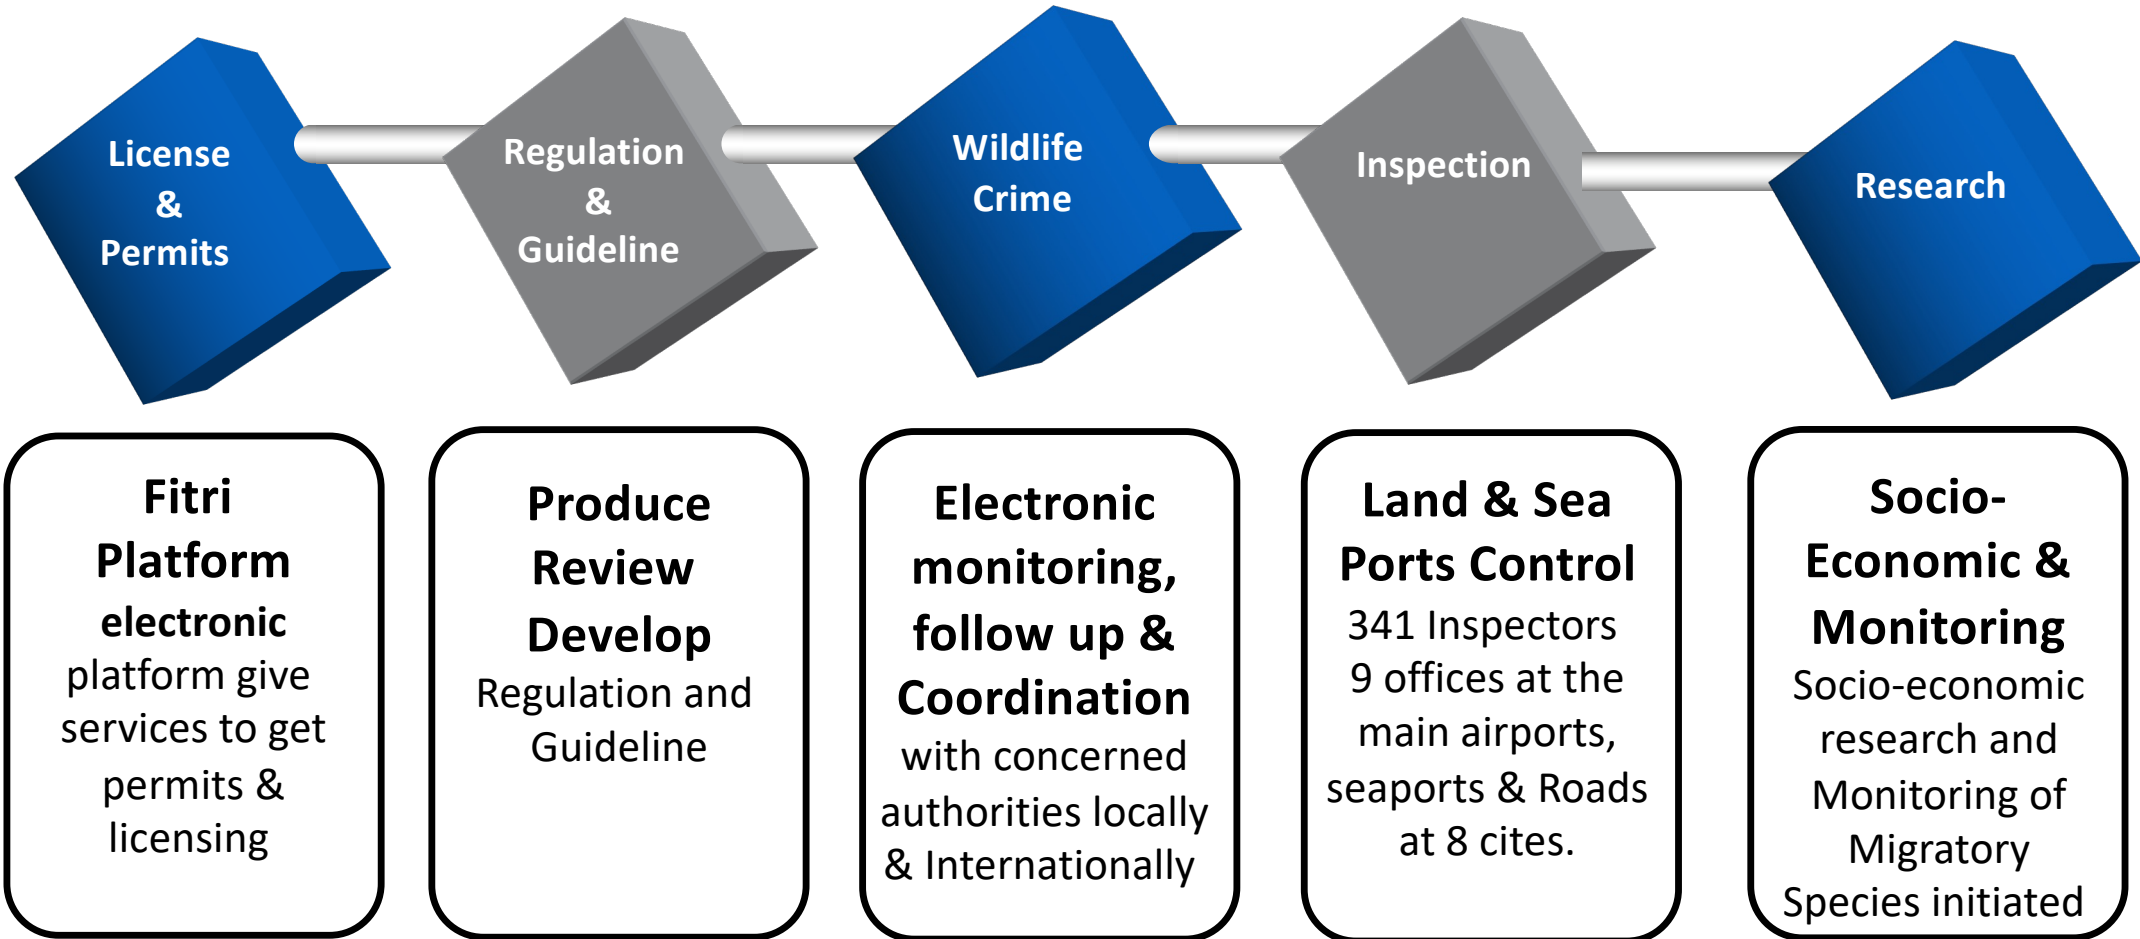 License
&
Permits
Regulation
&
Guideline
Wildlife
Crime
Inspection
Research
Fitri
Platform
electronic
platform give
services to get
permits &
licensing
Produce
Review
Develop
Regulation and
Guideline
Electronic
monitoring,
follow up &
Coordination
with concerned
authorities locally
& Internationally
Land & Sea
Ports Control
341 Inspectors
9 offices at the
main airports,
seaports & Roads
at 8 cites.
Socio-
Economic &
Monitoring
Socio-economic
research and
Monitoring of
Migratory
Species initiated